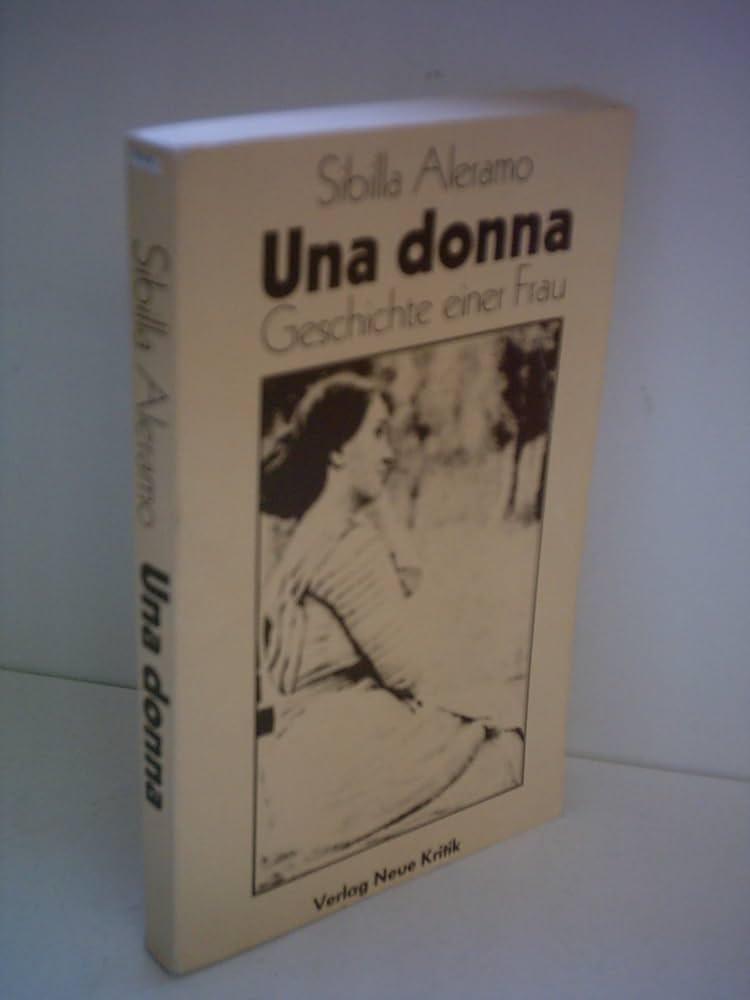 Sibilla Aleramo
Una donna
Geschichte einer Frau
Verlag Neue Kritik
Sibilla Aleramo Una donna